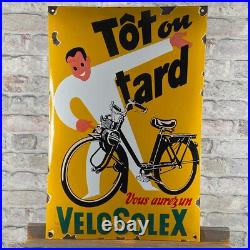 Tôt ou
tard
Vous aurez un
VELOSOLEX